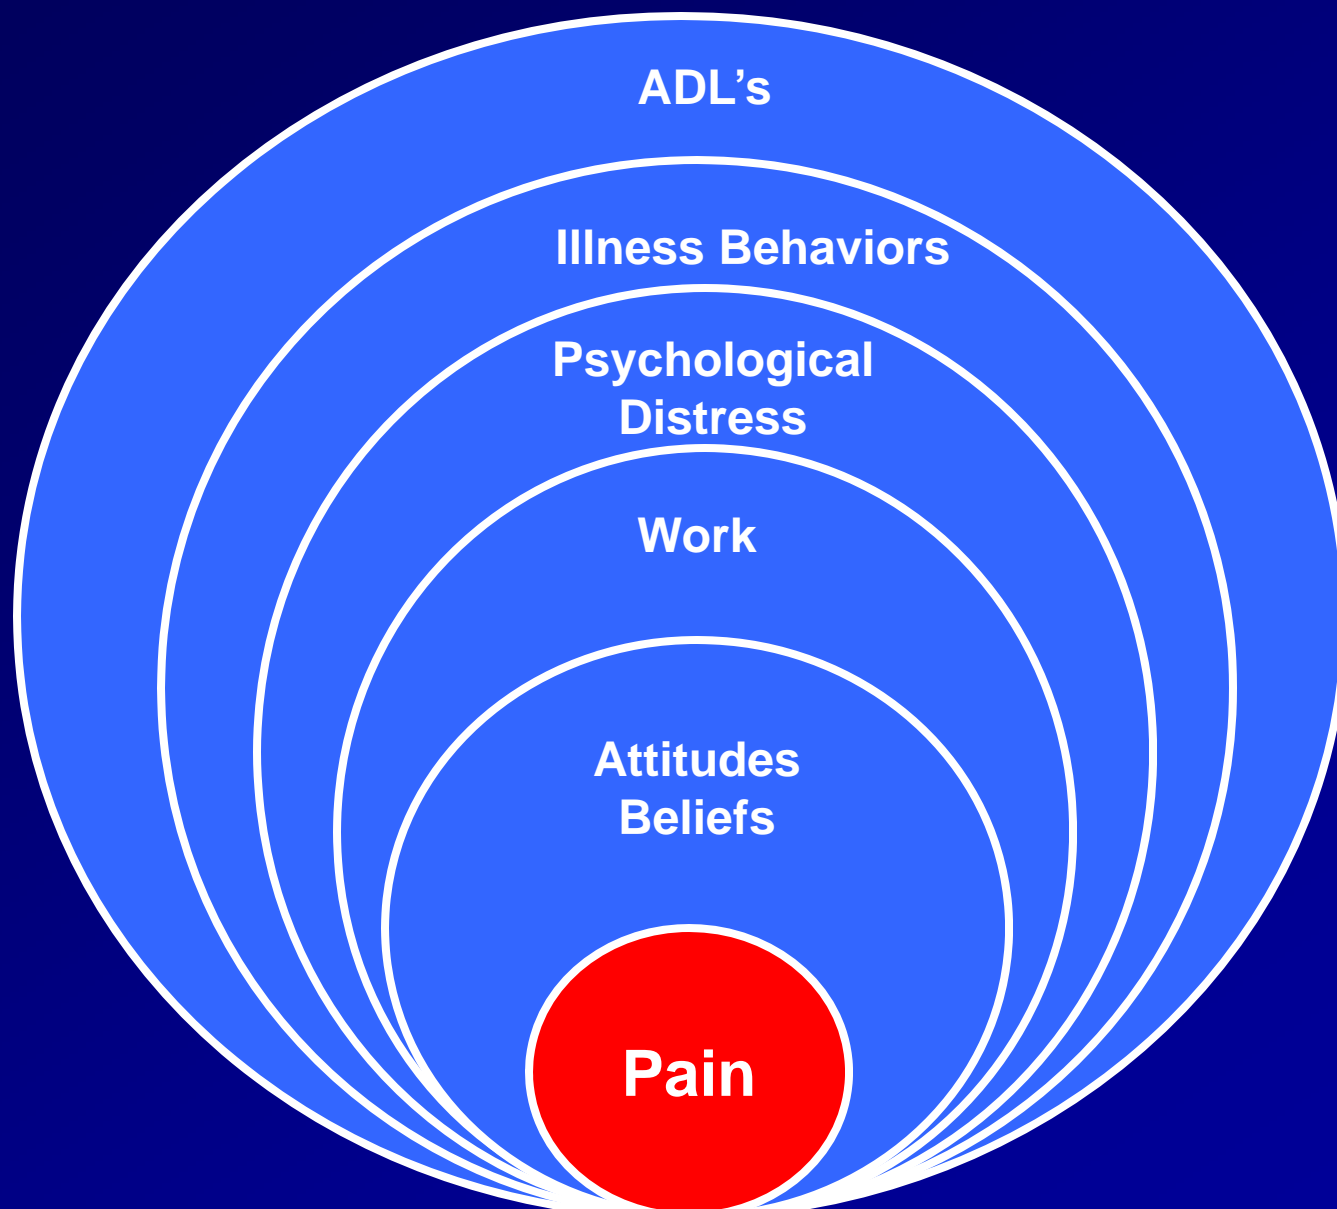 ADL’s
Illness Behaviors
Psychological
Distress
Work
Attitudes
Beliefs
Pain